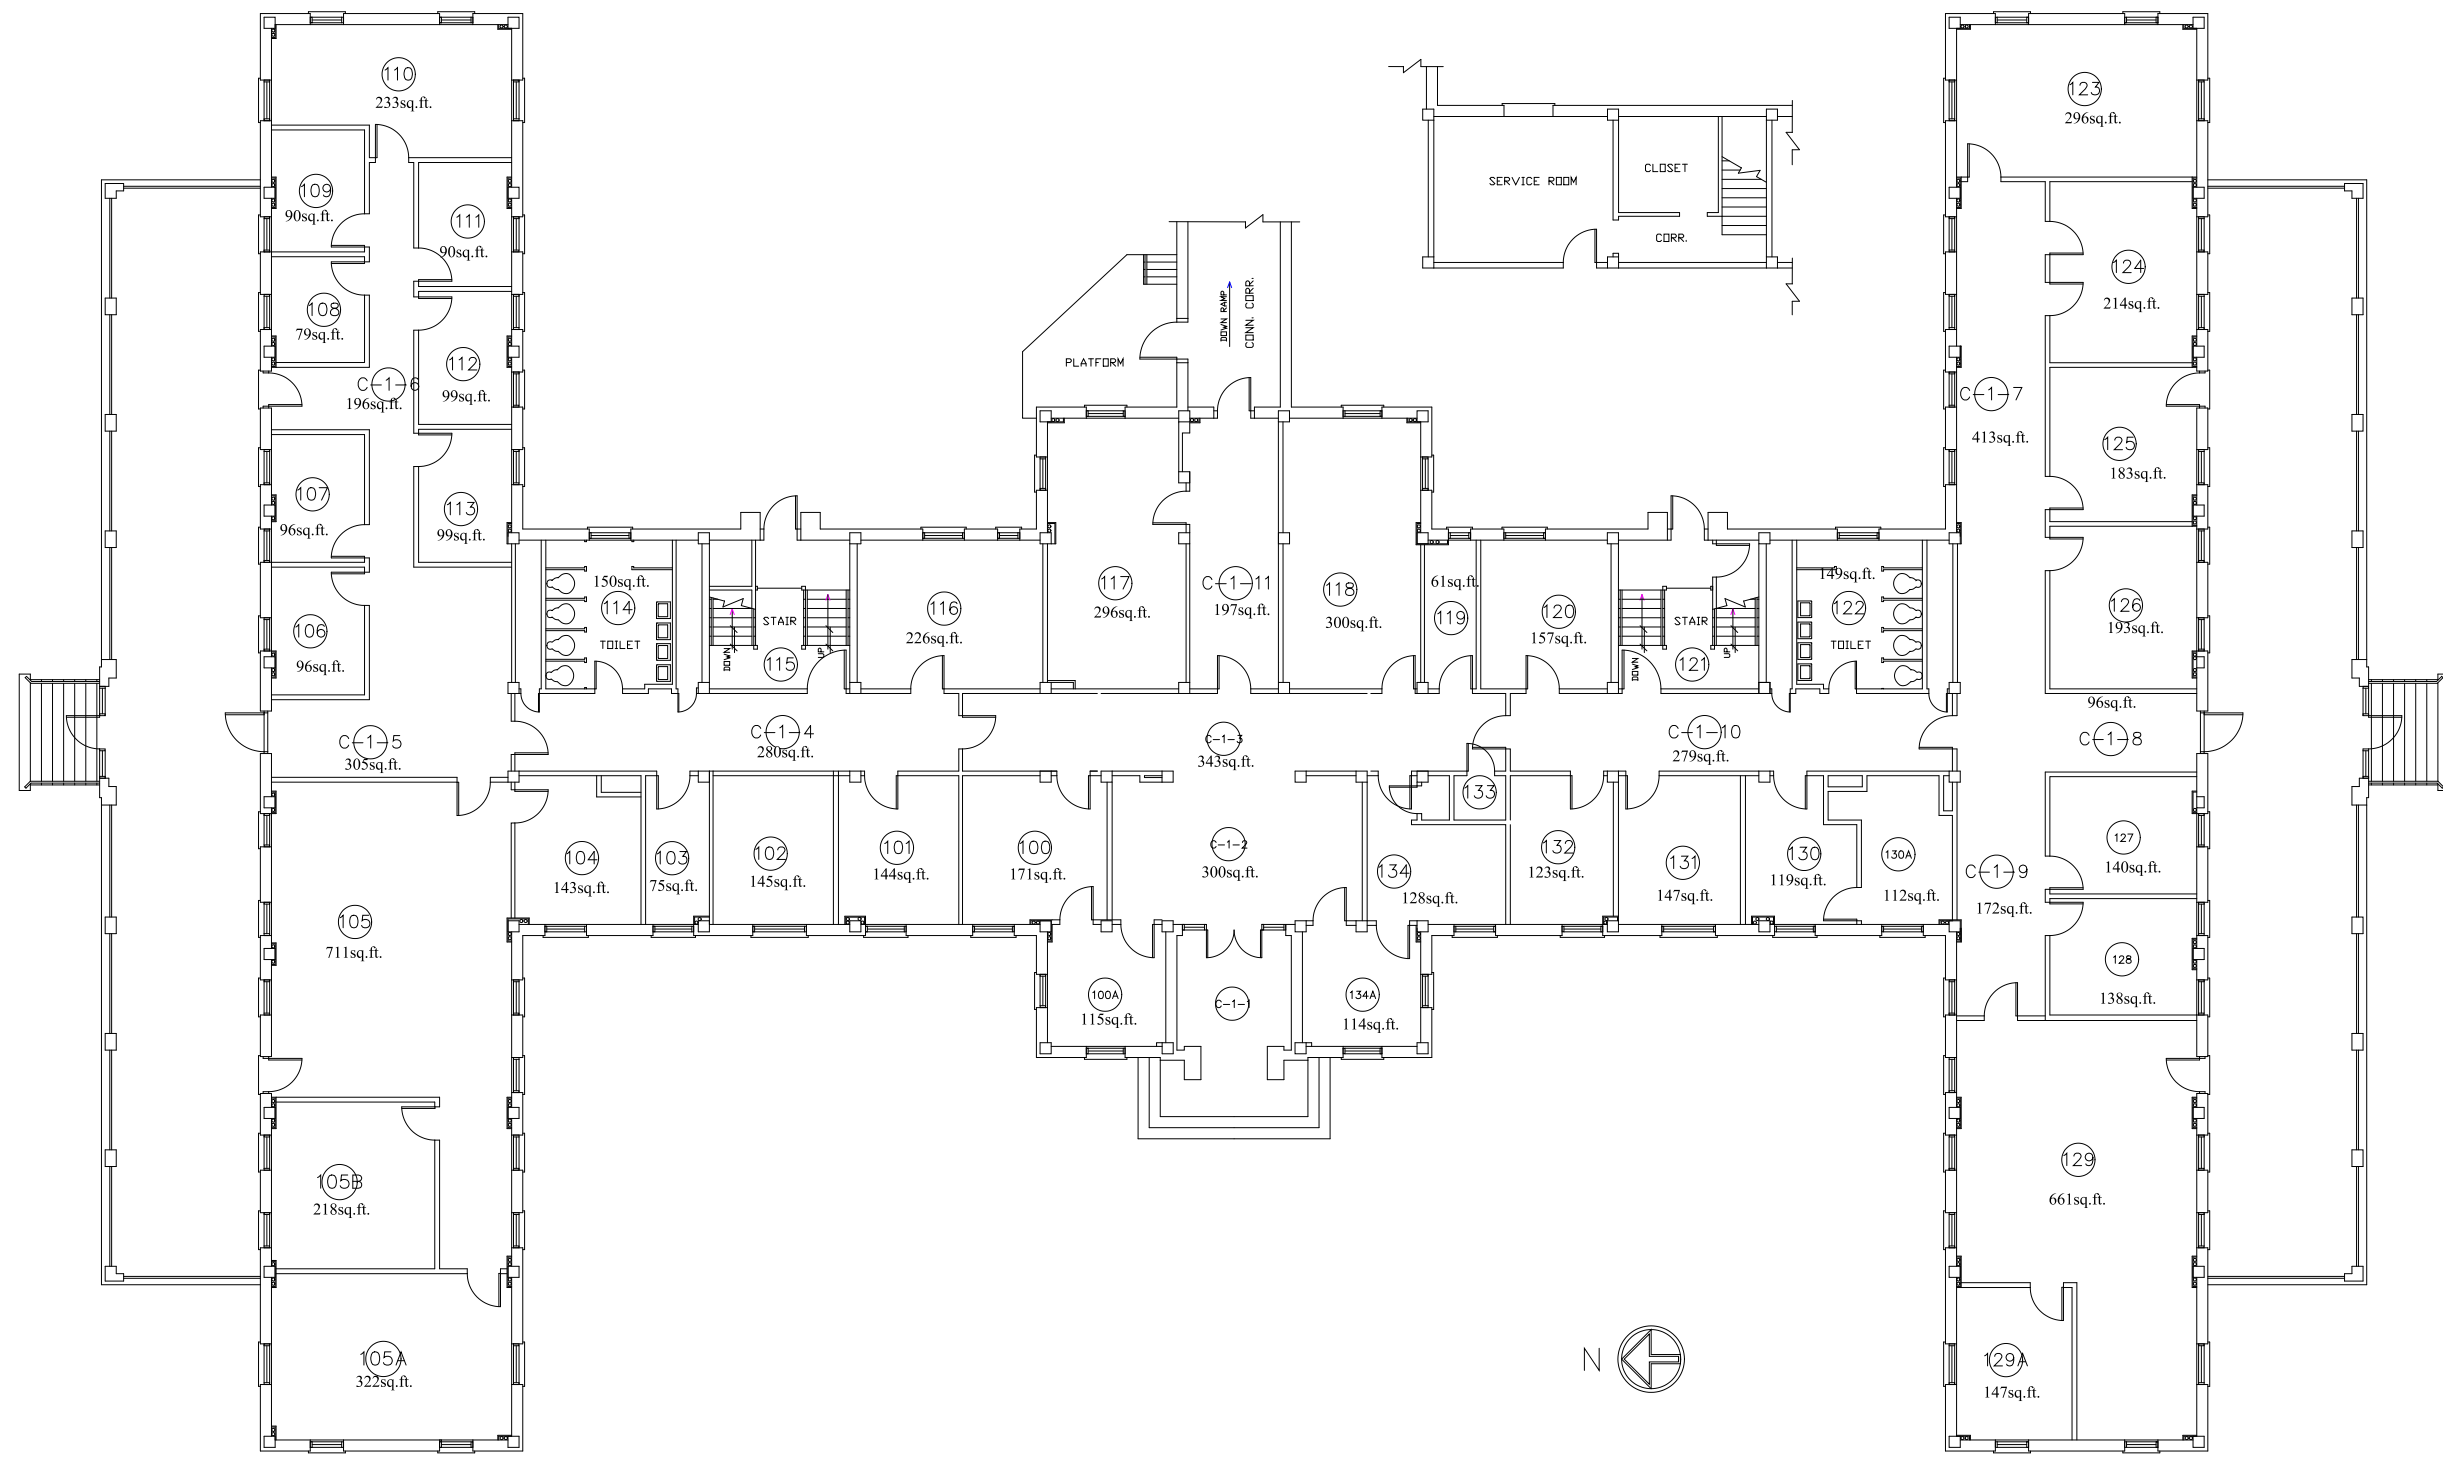 110
233sq.ft.
109
90sq.ft.
111
90sq.ft.
108
79sq.ft.
112
99sq.ft.
C-1-6
196sq.ft.
107
96sq.ft.
113
99sq.ft.
106
96sq.ft.
C-1-5
305sq.ft.
105
711sq.ft.
105B
218sq.ft.
105A
322sq.ft.
150sq.ft.
114
TOILET
DOWN
STAIR
115
UP
116
226sq.ft.
C-1-4
280sq.ft.
104
143sq.ft.
103
75sq.ft.
102
145sq.ft.
101
144sq.ft.
100
171sq.ft.
100A
115sq.ft.
PLATFORM
DOWN RAMP
CONN. CORR.
117
296sq.ft.
C-1-11
197sq.ft.
118
300sq.ft.
C-1-3
343sq.ft.
C-1-2
300sq.ft.
C-1-1
134A
114sq.ft.
SERVICE ROOM
CLOSET
CORR.
61sq.ft.
119
120
157sq.ft.
DOWN
STAIR
121
UP
149sq.ft.
122
TOILET
C-1-10
279sq.ft.
133
134
128sq.ft.
132
123sq.ft.
131
147sq.ft.
130
119sq.ft.
130A
112sq.ft.
123
296sq.ft.
124
214sq.ft.
C-1-7
413sq.ft.
125
183sq.ft.
126
193sq.ft.
96sq.ft.
C-1-8
127
140sq.ft.
C-1-9
172sq.ft.
128
138sq.ft.
129
661sq.ft.
129A
147sq.ft.
N